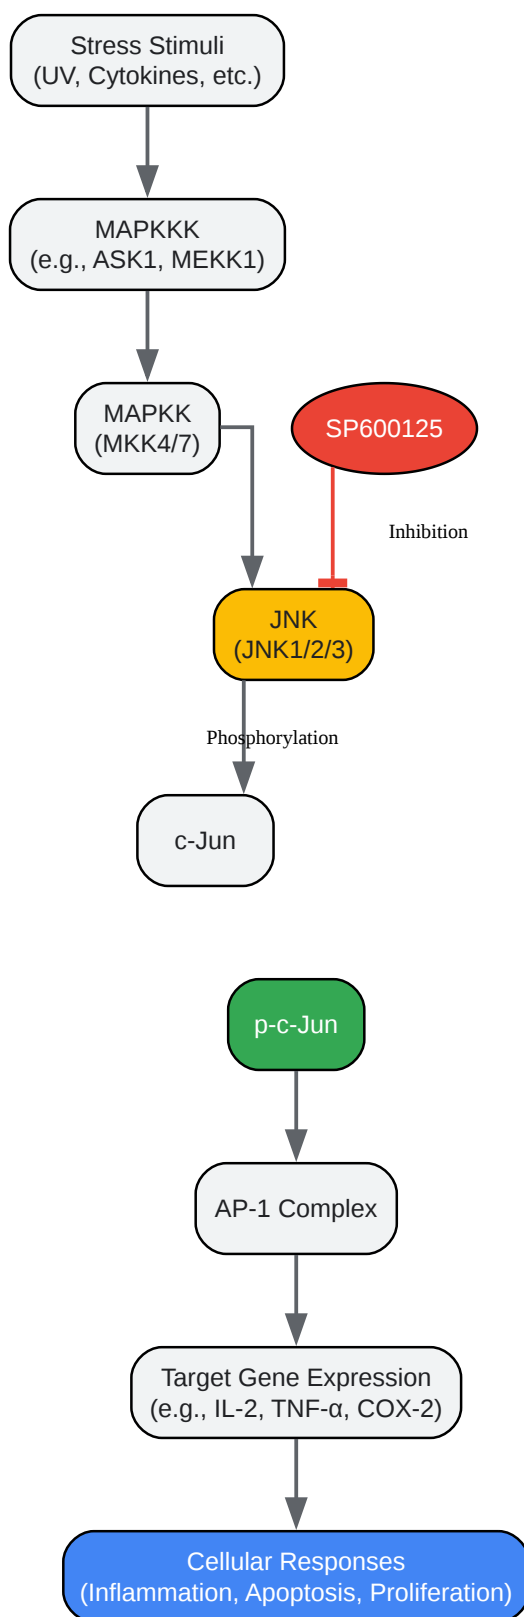 Stress Stimuli
(UV, Cytokines, etc.)
MAPKKK
(e.g., ASK1, MEKK1)
MAPKK
(MKK4/7)
SP600125
Inhibition
JNK
(JNK1/2/3)
Phosphorylation
c-Jun
p-c-Jun
AP-1 Complex
Target Gene Expression
(e.g., IL-2, TNF-α, COX-2)
Cellular Responses
(Inflammation, Apoptosis, Proliferation)